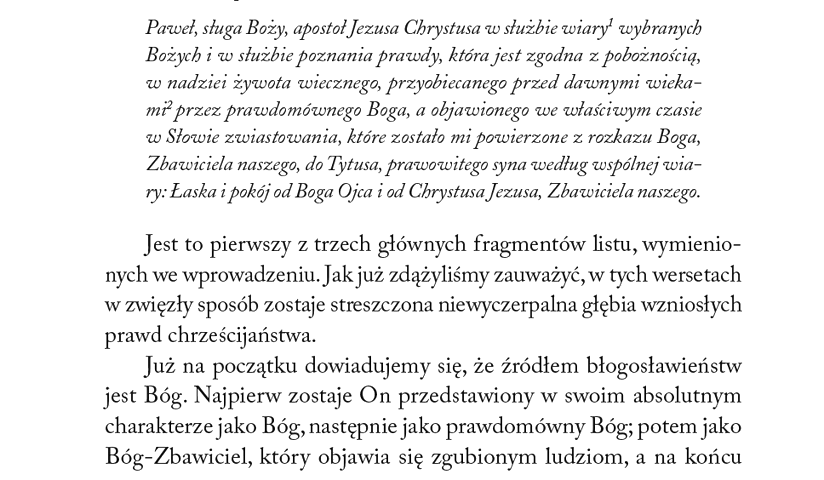 Paweł, sługa Boży, apostoł Jezusa Chrystusa w służbie wiary¹ wybranych
Bożych i w służbie poznania prawdy, która jest zgodna z pobożnością,
w nadziei żywota wiecznego, przyobiecanego przed dawnymi wieka-
mi² przez prawdomównego Boga, a objawionego we właściwym czasie
w Słowie zwiastowania, które zostało mi powierzone z rozkazu Boga,
Zbawiciela naszego, do Tytusa, prawowitego syna według wspólnej wia-
ry: Łaska i pokój od Boga Ojca i od Chrystusa Jezusa, Zbawiciela naszego.
Jest to pierwszy z trzech głównych fragmentów listu, wymienio-
nych we wprowadzeniu. Jak już zdążyliśmy zauważyć, w tych wersetach
w zwięzły sposób zostaje streszczona niewyczerpalna głębia wzniosłych
prawd chrześcijaństwa.
Już na początku dowiadujemy się, że źródłem błogosławieństw
jest Bóg. Najpierw zostaje On przedstawiony w swoim absolutnym
charakterze jako Bóg, następnie jako prawdomówny Bóg; potem jako
Bóg-Zbawiciel, który objawia się zgubionym ludziom, a na końcu